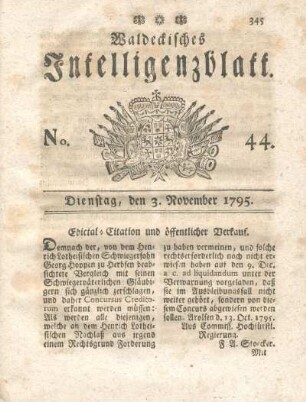 345
Waldeckisches
Intelligenzblatt.
No. 44.
Dienstag, den 3. November 1795.
Edictal-Citation und öffentlicher Verkauf.
Demnach der, von dem Hen-
rich Lotheisischen Schwiegersohn
Georg Hoppen zu Herbsen beab-
sichtete Vergleich mit seinen
Schwiegerväterlichen Gläubi-
gern sich gänzlich zerschlagen,
und daher Concursus Credito-
rum erkannt werden müssen:
Als werden alle diejenigen,
welche an dem Henrich Lothei-
sischen Nachlaß aus irgend
einem Rechtsgrund Forderung
zu haben vermeinen, und solche
rechtserforderlich noch nicht er-
wiesen haben auf den 9. Dec.
a. c. ad liquidandum unter der
Verwarnung vorgeladen, daß
sie im Ausbleibungsfall nicht
weiter gehört, sondern von die-
sem Concurs abgewiesen werden
sollen. Arolsen d. 13. Oct. 1795.
Aus Commiss. Hochfürstl.
Regierung.
F. A. Stoecker.
Mit